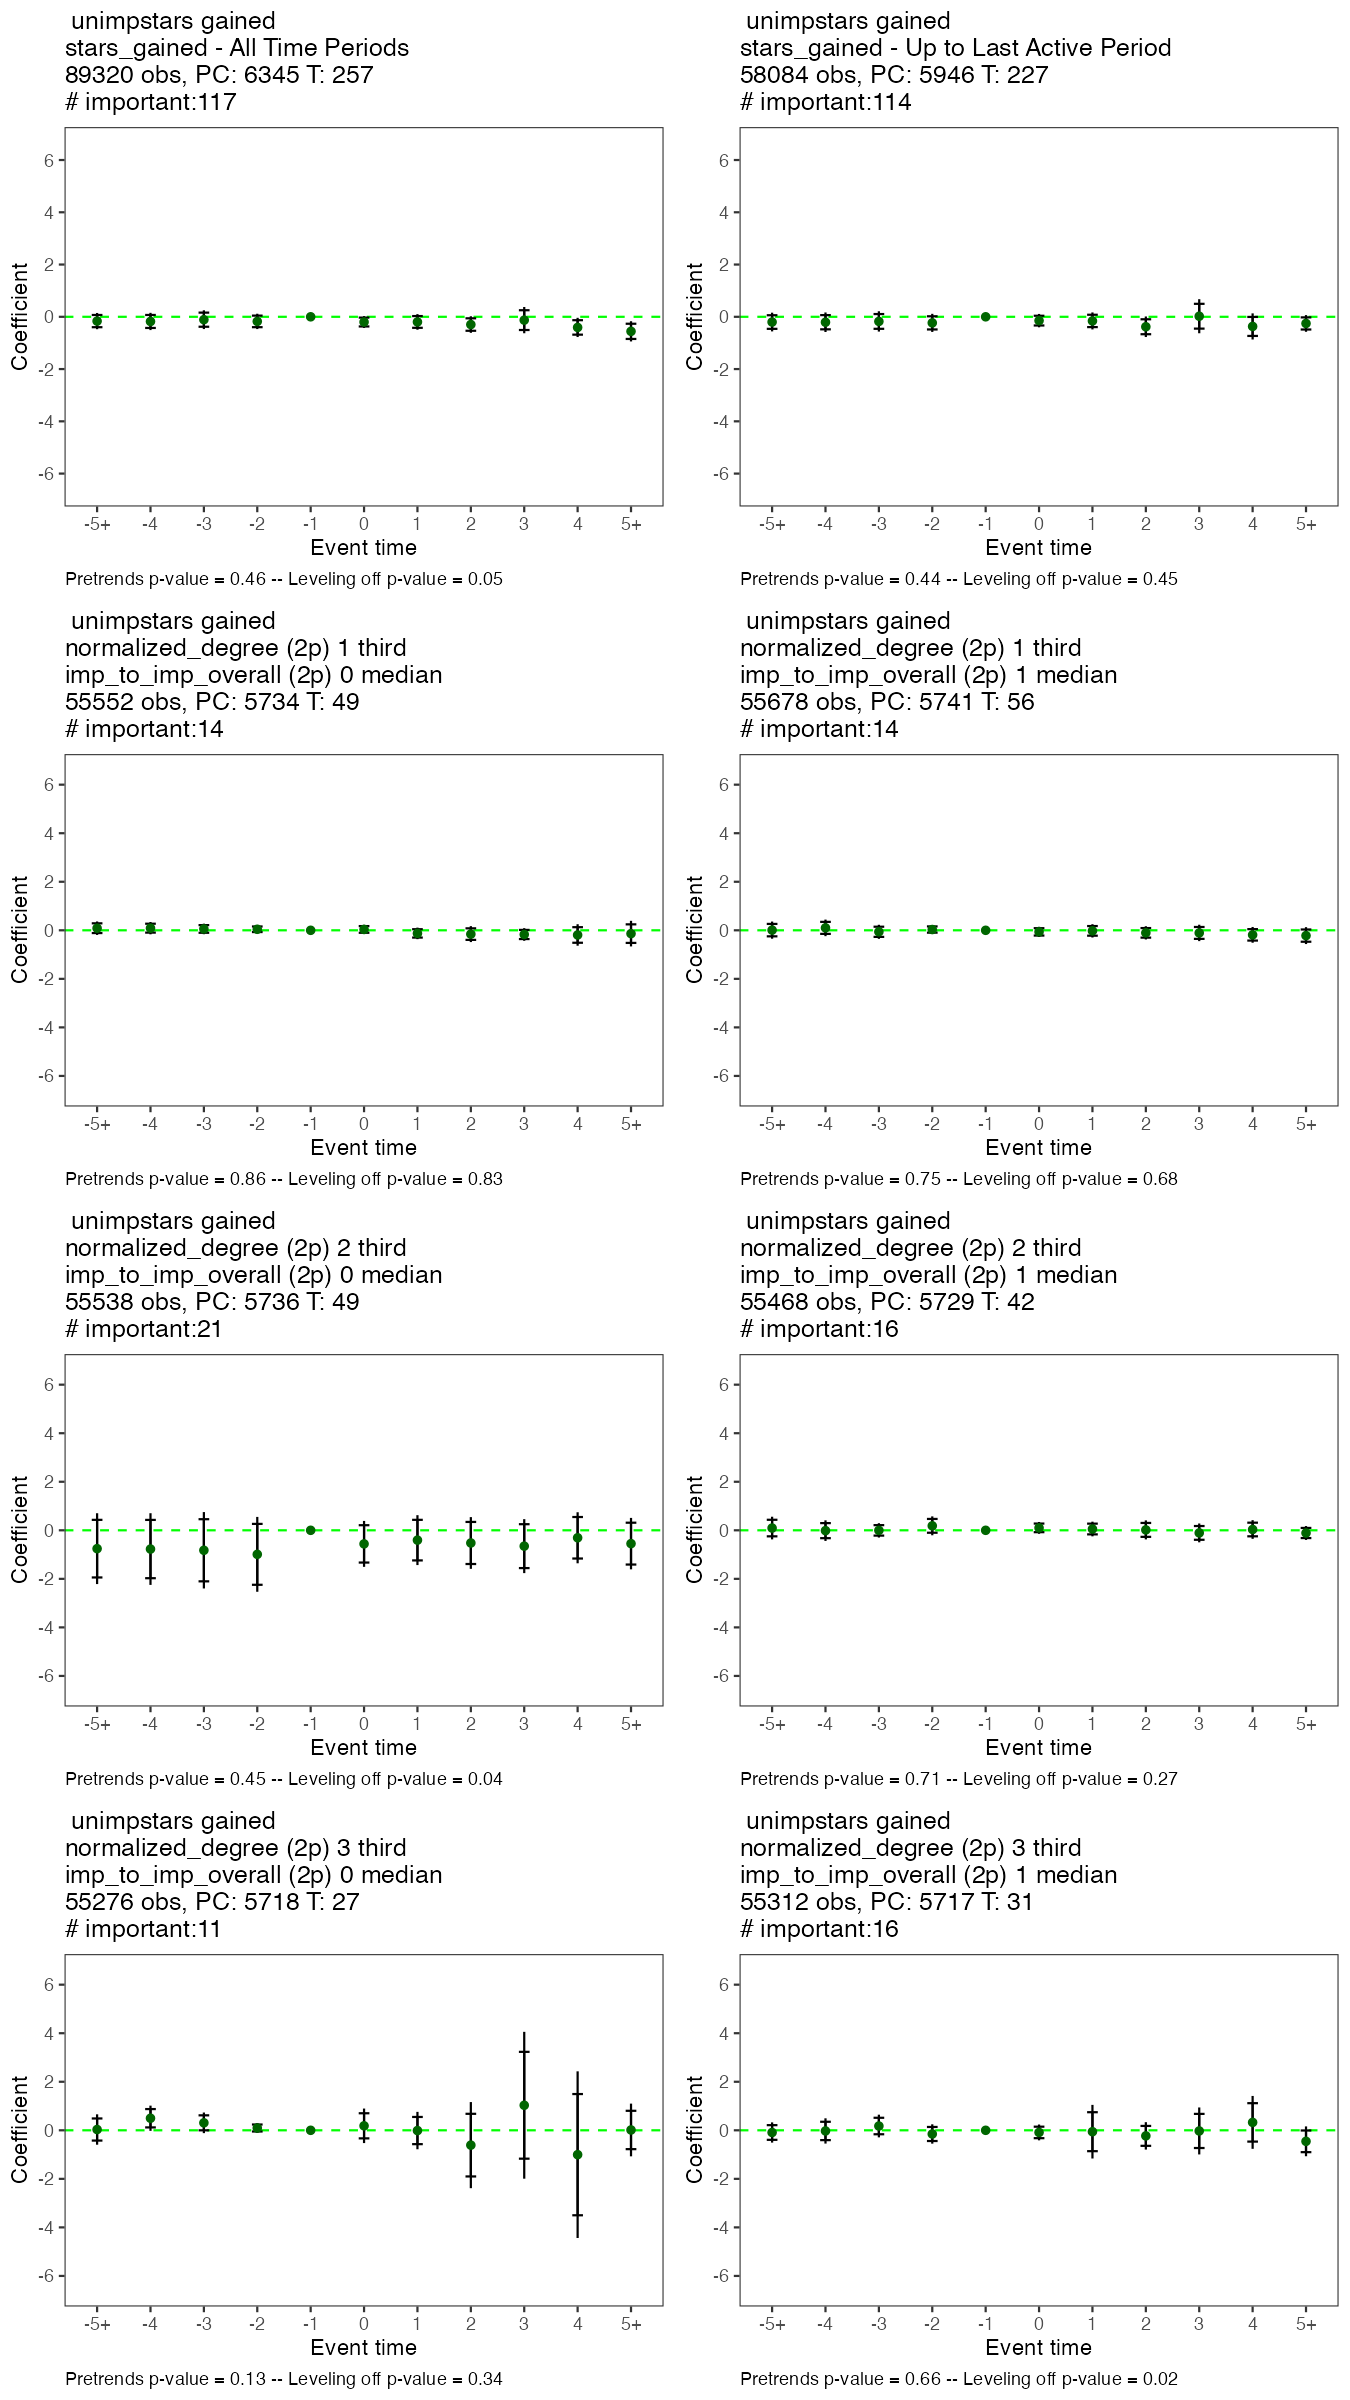 unimpstars gained
stars_gained - All Time Periods
89320 obs, PC: 6345 T: 257
# important:117
6
4
2
0
-2
-4
-6
Coefficient
-5+ -4 -3 -2 -1 0 1 2 3 4 5+
Event time
Pretrends p-value = 0.46 -- Leveling off p-value = 0.05
unimpstars gained
stars_gained - Up to Last Active Period
58084 obs, PC: 5946 T: 227
# important:114
6
4
2
0
-2
-4
-6
Coefficient
-5+ -4 -3 -2 -1 0 1 2 3 4 5+
Event time
Pretrends p-value = 0.44 -- Leveling off p-value = 0.45
unimpstars gained
normalized_degree (2p) 1 third
imp_to_imp_overall (2p) 0 median
55552 obs, PC: 5734 T: 49
# important:14
6
4
2
0
-2
-4
-6
Coefficient
-5+ -4 -3 -2 -1 0 1 2 3 4 5+
Event time
Pretrends p-value = 0.86 -- Leveling off p-value = 0.83
unimpstars gained
normalized_degree (2p) 1 third
imp_to_imp_overall (2p) 1 median
55678 obs, PC: 5741 T: 56
# important:14
6
4
2
0
-2
-4
-6
Coefficient
-5+ -4 -3 -2 -1 0 1 2 3 4 5+
Event time
Pretrends p-value = 0.75 -- Leveling off p-value = 0.68
unimpstars gained
normalized_degree (2p) 2 third
imp_to_imp_overall (2p) 0 median
55538 obs, PC: 5736 T: 49
# important:21
6
4
2
0
-2
-4
-6
Coefficient
-5+ -4 -3 -2 -1 0 1 2 3 4 5+
Event time
Pretrends p-value = 0.45 -- Leveling off p-value = 0.04
unimpstars gained
normalized_degree (2p) 2 third
imp_to_imp_overall (2p) 1 median
55468 obs, PC: 5729 T: 42
# important:16
6
4
2
0
-2
-4
-6
Coefficient
-5+ -4 -3 -2 -1 0 1 2 3 4 5+
Event time
Pretrends p-value = 0.71 -- Leveling off p-value = 0.27
unimpstars gained
normalized_degree (2p) 3 third
imp_to_imp_overall (2p) 0 median
55276 obs, PC: 5718 T: 27
# important:11
6
4
2
0
-2
-4
-6
Coefficient
-5+ -4 -3 -2 -1 0 1 2 3 4 5+
Event time
Pretrends p-value = 0.13 -- Leveling off p-value = 0.34
unimpstars gained
normalized_degree (2p) 3 third
imp_to_imp_overall (2p) 1 median
55312 obs, PC: 5717 T: 31
# important:16
6
4
2
0
-2
-4
-6
Coefficient
-5+ -4 -3 -2 -1 0 1 2 3 4 5+
Event time
Pretrends p-value = 0.66 -- Leveling off p-value = 0.02